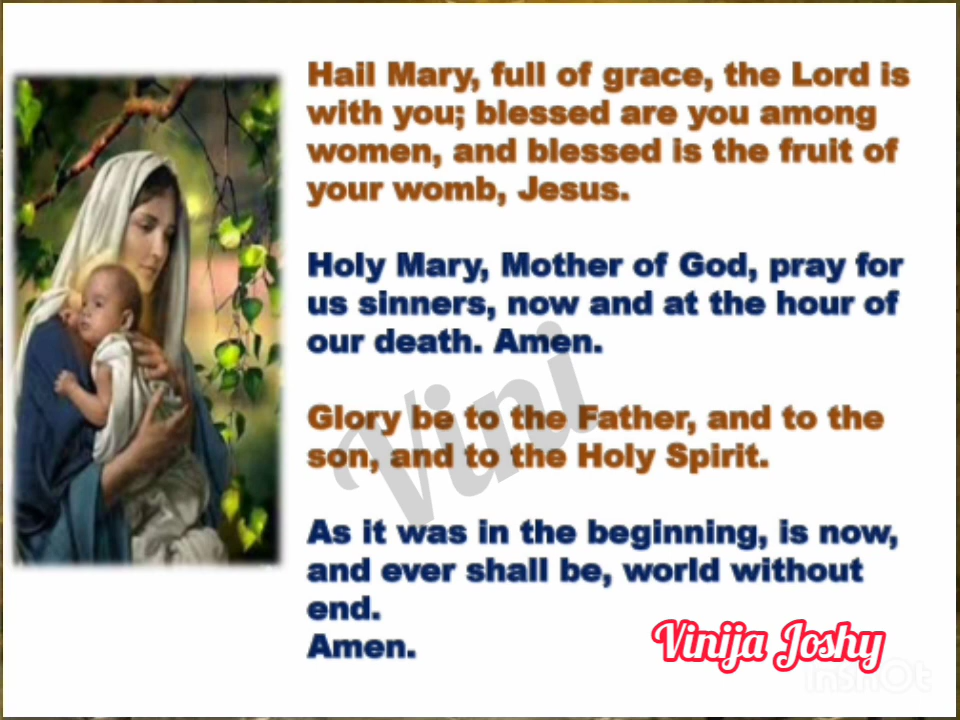 Hail Mary, full of grace, the Lord is
with you; blessed are you among
women, and blessed is the fruit of
your womb, Jesus.
Holy Mary, Mother of God, pray for
us sinners, now and at the hour of
our death. Amen.
Glory be to the Father, and to the
son, and to the Holy Spirit.
As it was in the beginning, is now,
and ever shall be, world without
end.
Amen.
Vini
Vinija Joshy
InShOt